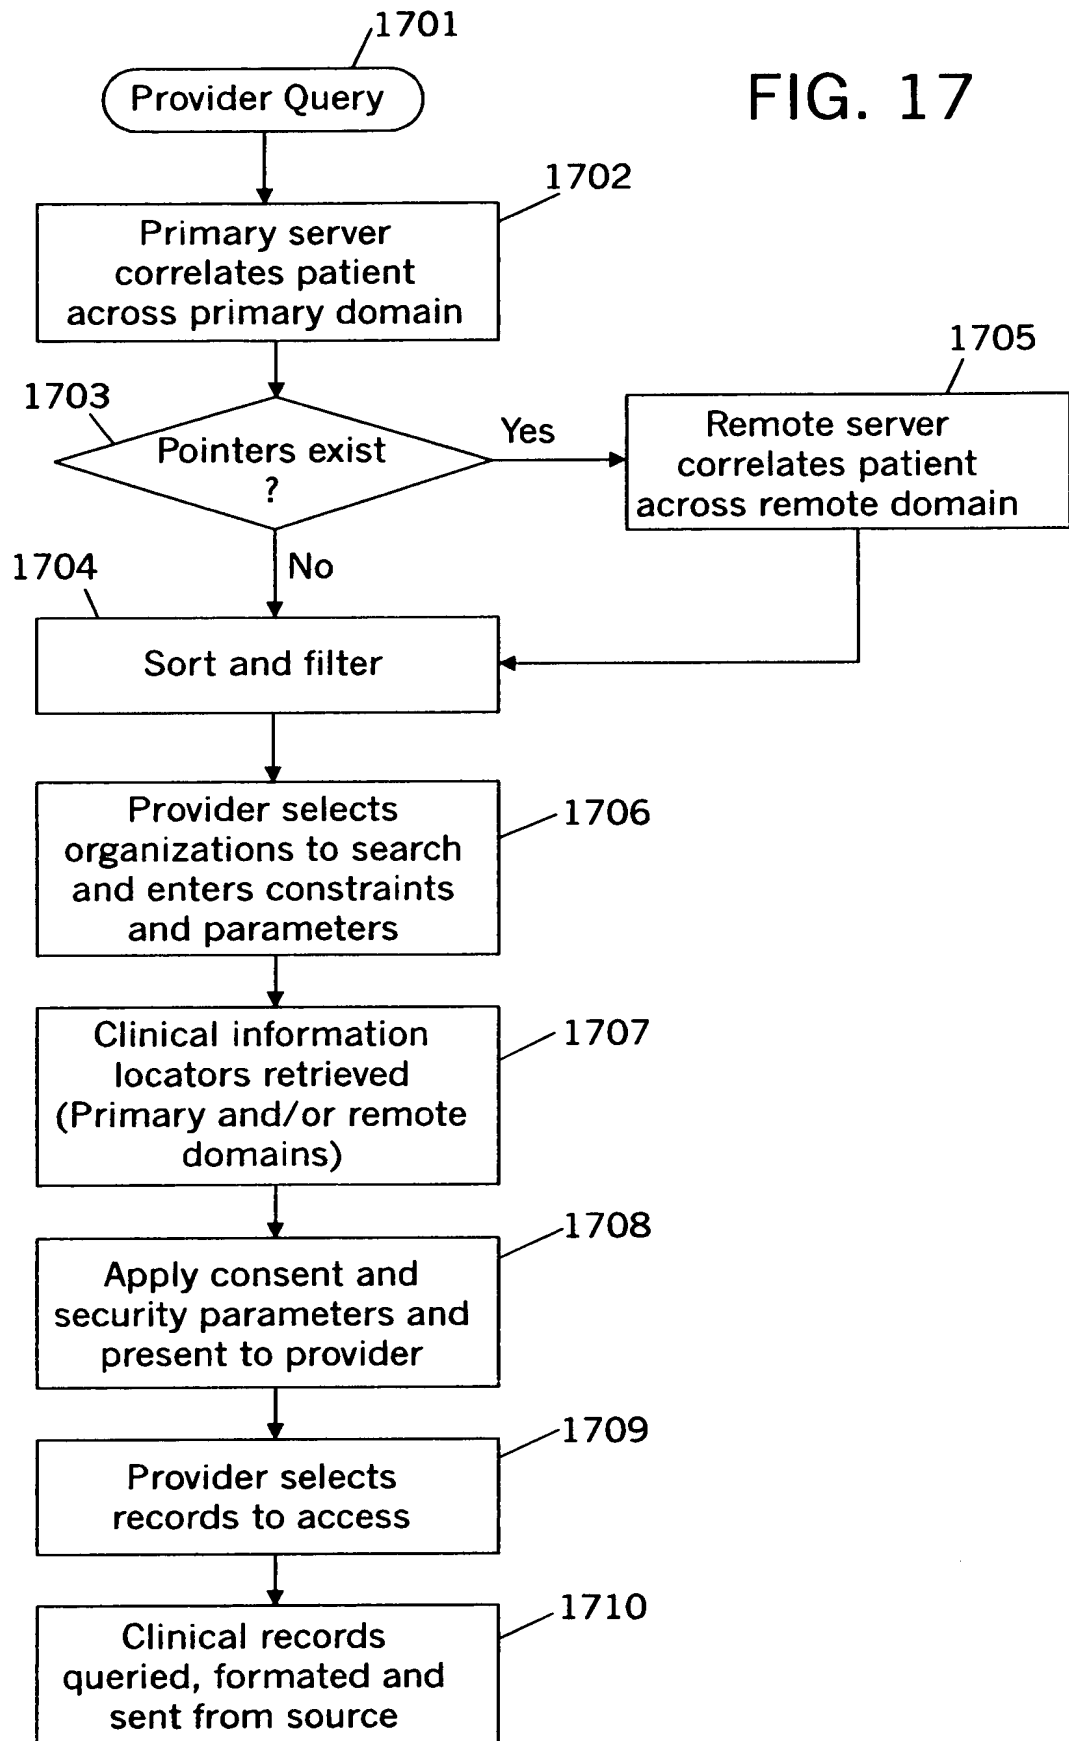 1701
Provider Query
FIG. 17
1702
Primary server
correlates patient
across primary domain
1703
Pointers exist
?
Yes
1705
Remote server
correlates patient
across remote domain
No
1704
Sort and filter
1706
Provider selects
organizations to search
and enters constraints
and parameters
1707
Clinical information
locators retrieved
(Primary and/or remote
domains)
1708
Apply consent and
security parameters and
present to provider
1709
Provider selects
records to access
1710
Clinical records
queried, formated and
sent from source